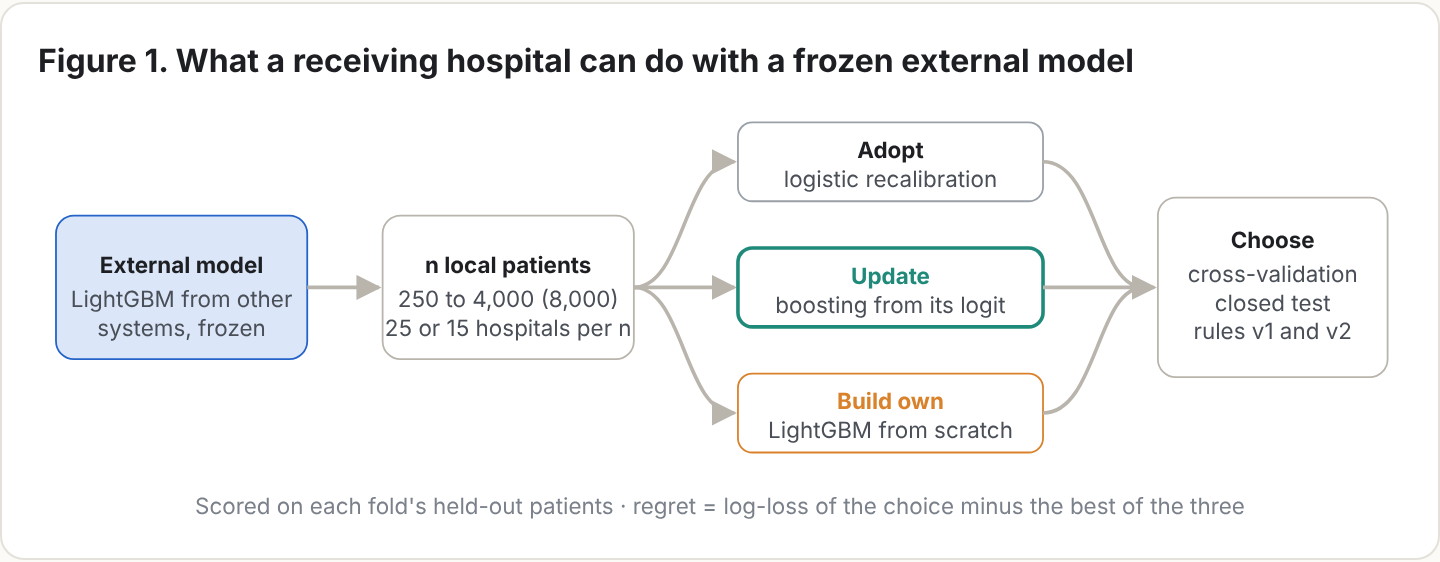 Figure 1. What a receiving hospital can do with a frozen external model
External model
LightGBM from other
systems, frozen
n local patients
250 to 4,000 (8,000)
25 or 15 hospitals per n
Adopt
logistic recalibration
Update
boosting from its logit
Build own
LightGBM from scratch
Choose
cross-validation
closed test
rules v1 and v2
Scored on each fold's held-out patients · regret = log-loss of the choice minus the best of the three